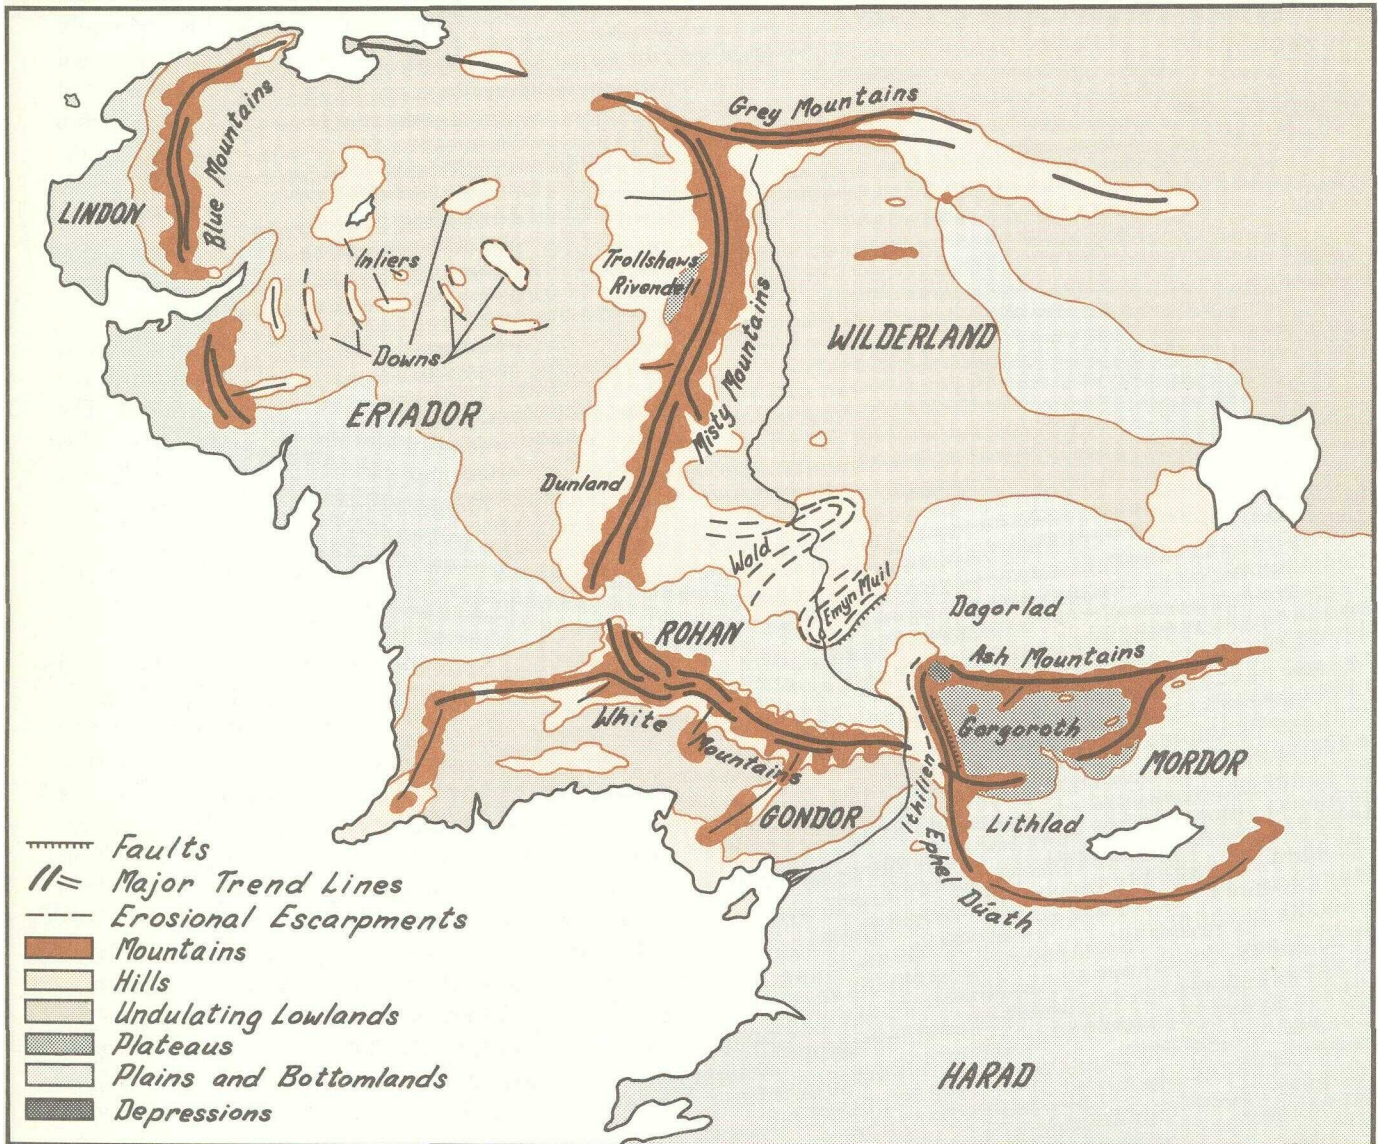 Grey Mountains
Blue Mountains
LINDON
Inliers
Trollshaws
Rivendell
Misty Mountains
WILDERLAND
Downs
ERIADOR
Dunland
Wold
Emyn Muil
Dagorlad
ROHAN
Ash Mountains
White
Mountains
Gorgoroth
MORDOR
Ithilien
GONDOR
Lithlad
Ephel Dúath
HARAD
Faults
Major Trend Lines
Erosional Escarpments
Mountains
Hills
Undulating Lowlands
Plateaus
Plains and Bottomlands
Depressions